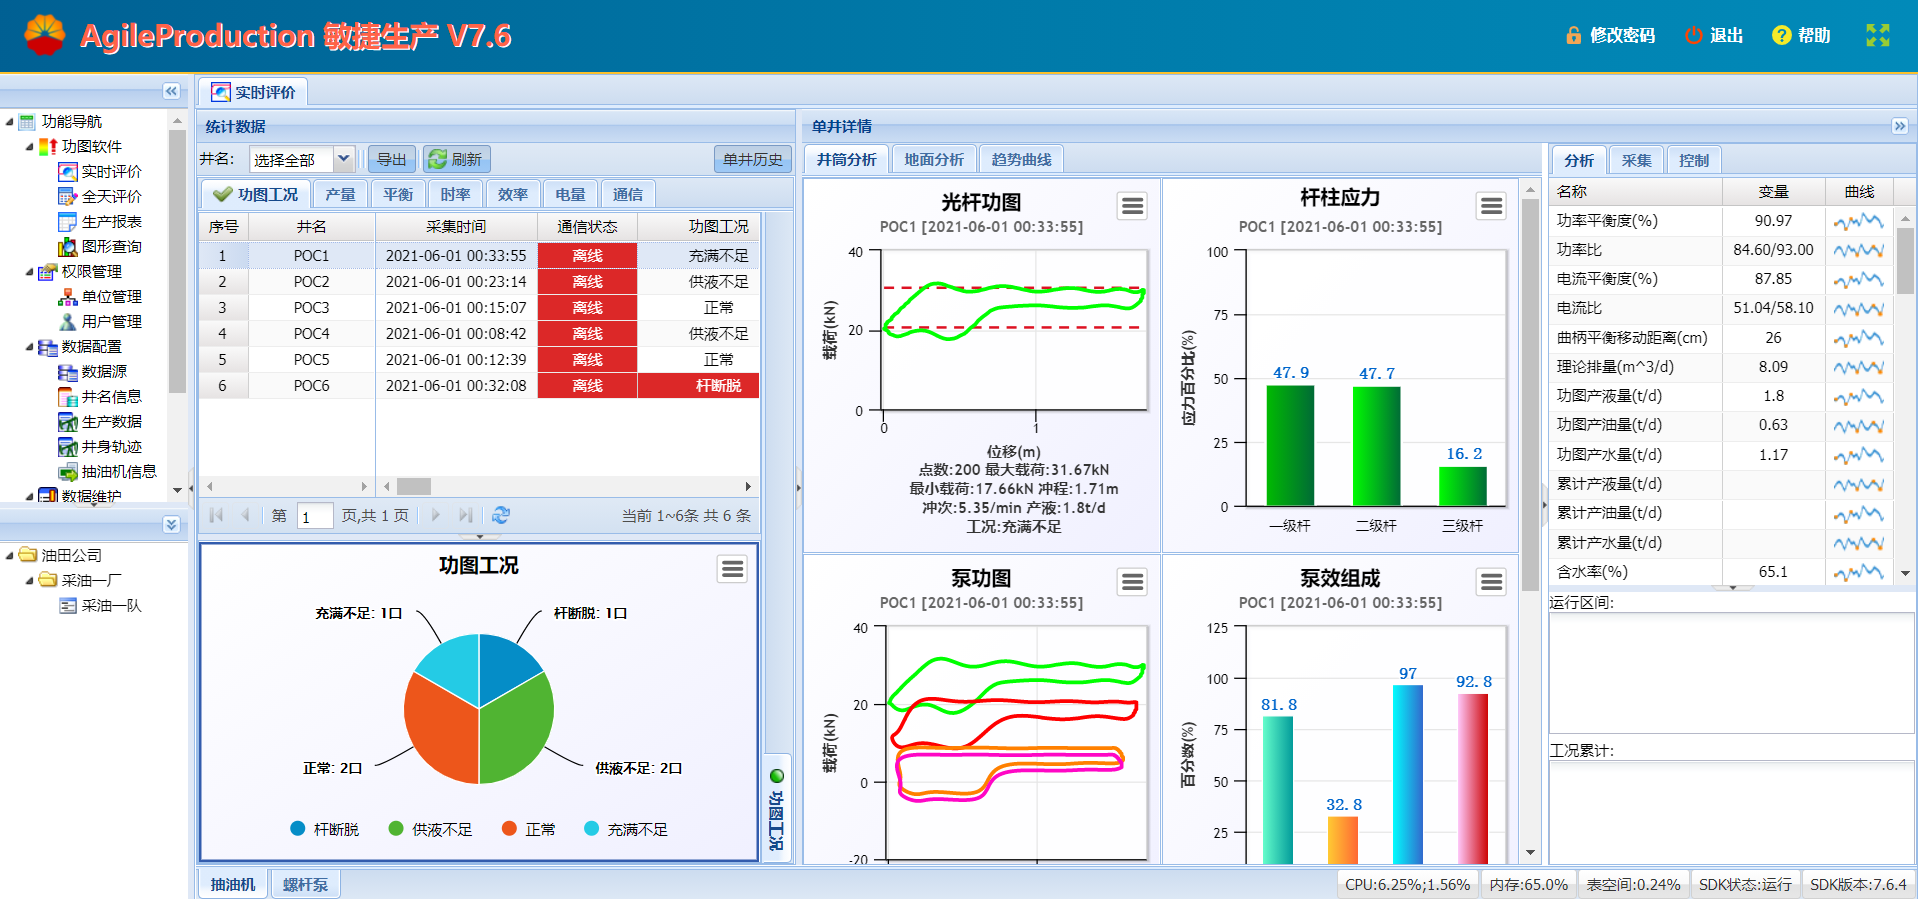 AgileProduction 敏捷生产 V7.6
修改密码 退出 帮助
功能导航
功图软件
实时评价
全天评价
生产报表
图形查询
权限管理
单位管理
用户管理
数据配置
数据源
井名信息
生产数据
井身轨迹
抽油机信息
数据维护
油田公司
采油一厂
采油一队
实时评价
统计数据
井名: 选择全部 导出 刷新 单井历史
功图工况 产量 平衡 时率 效率 电量 通信
序号 井名 采集时间 通信状态 功图工况
1 POC1 2021-06-01 00:33:55 离线 充满不足
2 POC2 2021-06-01 00:23:14 离线 供液不足
3 POC3 2021-06-01 00:15:07 离线 正常
4 POC4 2021-06-01 00:08:42 离线 供液不足
5 POC5 2021-06-01 00:12:39 离线 正常
6 POC6 2021-06-01 00:32:08 离线 杆断脱
第 1 页,共 1 页 当前 1~6条 共 6 条
功图工况
充满不足: 1口 杆断脱: 1口
正常: 2口 供液不足: 2口
杆断脱 供液不足 正常 充满不足
功图工况
抽油机 螺杆泵
单井详情
井筒分析 地面分析 趋势曲线
光杆功图
POC1 [2021-06-01 00:33:55]
载荷(kN)
40
20
0
0 1
位移(m)
点数:200 最大载荷:31.67kN
最小载荷:17.66kN 冲程:1.71m
冲次:5.35/min 产液:1.8t/d
工况:充满不足
杆柱应力
POC1 [2021-06-01 00:33:55]
应力百分比(%)
100
75
50
25
0
47.9 47.7 16.2
一级杆 二级杆 三级杆
泵功图
POC1 [2021-06-01 00:33:55]
载荷(kN)
40
20
0
-20
泵效组成
POC1 [2021-06-01 00:33:55]
百分数(%)
125
100
75
50
25
81.8 32.8 97 92.8
分析 采集 控制
名称 变量 曲线
功率平衡度(%) 90.97
功率比 84.60/93.00
电流平衡度(%) 87.85
电流比 51.04/58.10
曲柄平衡移动距离(cm) 26
理论排量(m^3/d) 8.09
功图产液量(t/d) 1.8
功图产油量(t/d) 0.63
功图产水量(t/d) 1.17
累计产液量(t/d)
累计产油量(t/d)
累计产水量(t/d)
含水率(%) 65.1
运行区间:
工况累计:
CPU:6.25%;1.56% 内存:65.0% 表空间:0.24% SDK状态:运行 SDK版本:7.6.4